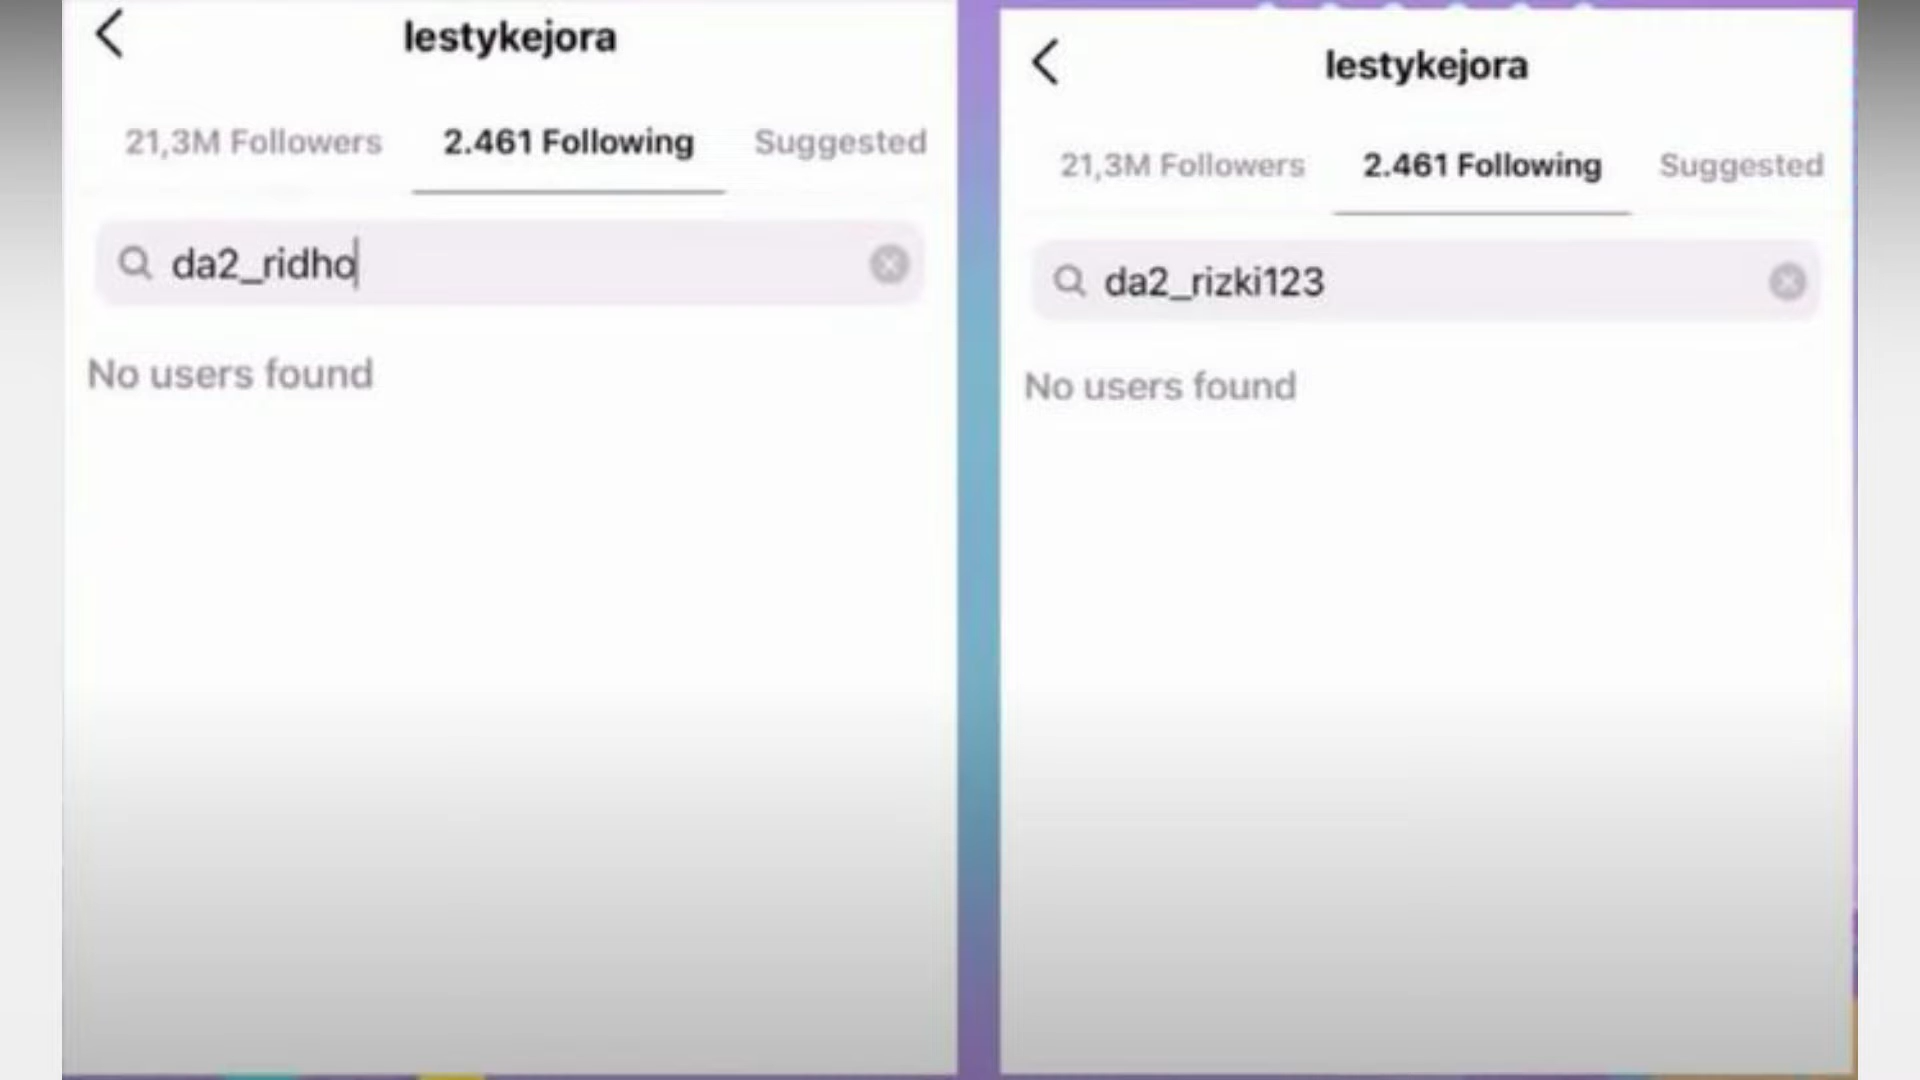 lestykejora
21,3M Followers 2.461 Following Suggested
da2_ridho
No users found
lestykejora
21,3M Followers 2.461 Following Suggested
da2_rizki123
No users found